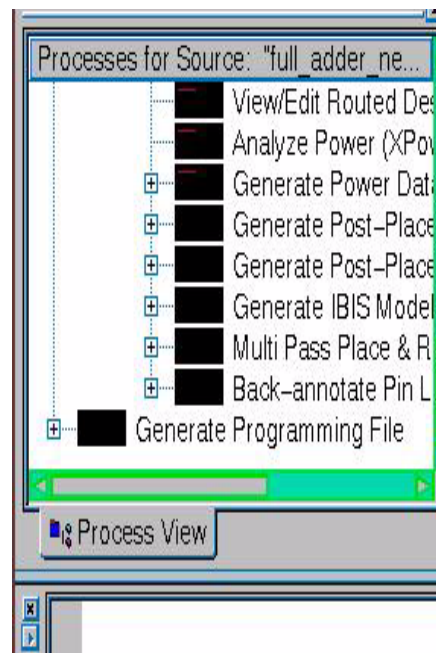 Processes for Source: "full_adder_ne...
View/Edit Routed Des
Analyze Power (XPow
Generate Power Data
Generate Post-Place
Generate Post-Place
Generate IBIS Model
Multi Pass Place & R
Back-annotate Pin L
Generate Programming File
Process View